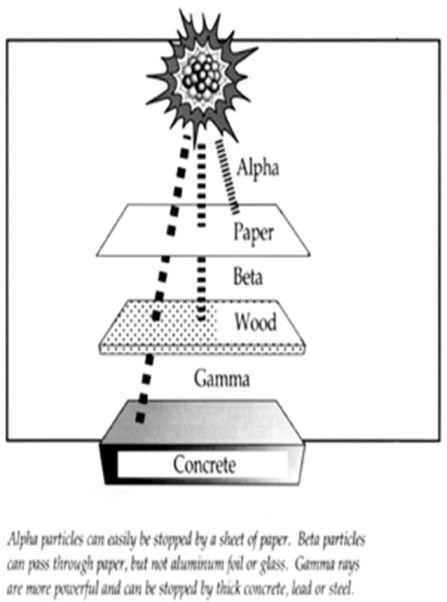 Alpha
Paper
Beta
Wood
Gamma
Concrete
Alpha particles can easily be stopped by a sheet of paper. Beta particles
can pass through paper, but not aluminum foil or glass. Gamma rays
are more powerful and can be stopped by thick concrete, lead or steel.